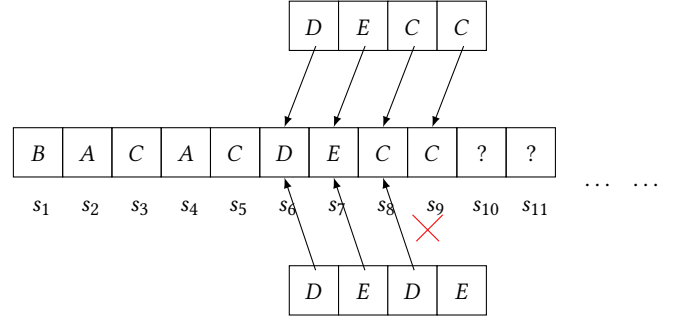 D E C C
B A C A C D E C C ? ?
... ...
s1 s2 s3 s4 s5 s6 s7 s8 s9 s10 s11
D E D E